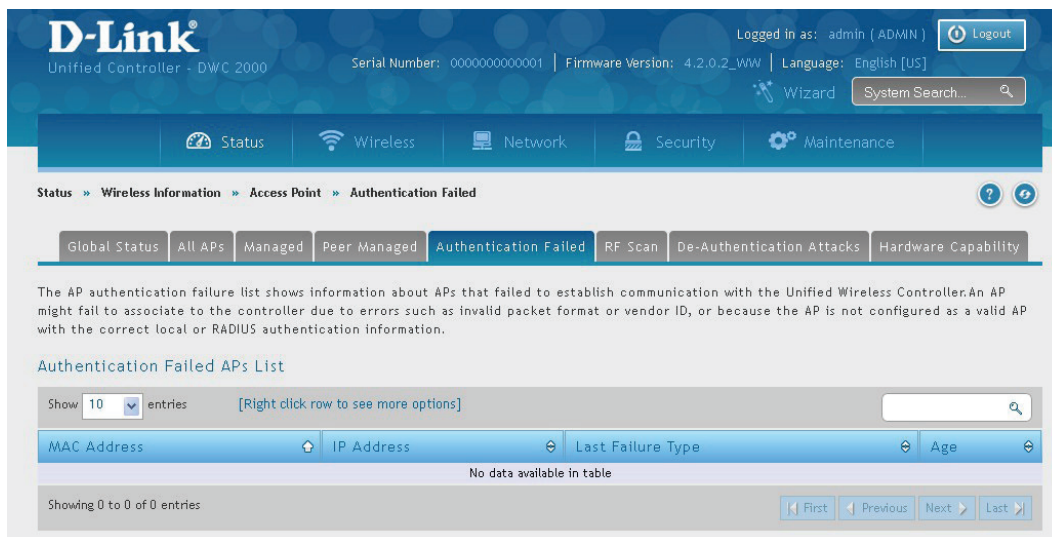 D-Link®
Unified Controller - DWC 2000
Logged in as: admin ( ADMIN )
Logout
Serial Number: 0000000000001 | Firmware Version: 4.2.0.2_WW | Language: English [US]
Wizard
System Search...
Status
Wireless
Network
Security
Maintenance
Status » Wireless Information » Access Point » Authentication Failed
?
Global Status
All APs
Managed
Peer Managed
Authentication Failed
RF Scan
De-Authentication Attacks
Hardware Capability
The AP authentication failure list shows information about APs that failed to establish communication with the Unified Wireless Controller.An AP
might fail to associate to the controller due to errors such as invalid packet format or vendor ID, or because the AP is not configured as a valid AP
with the correct local or RADIUS authentication information.
Authentication Failed APs List
Show 10 entries
[Right click row to see more options]
MAC Address
IP Address
Last Failure Type
Age
No data available in table
Showing 0 to 0 of 0 entries
First
Previous
Next
Last